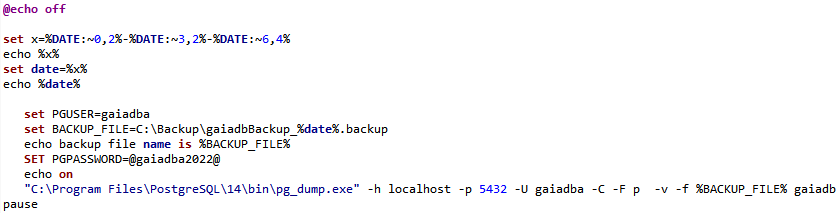 @echo off
set x=%DATE:~0,2%-%DATE:~3,2%-%DATE:~6,4%
echo %x%
set date=%x%
echo %date%
set PGUSER=gaiadba
set BACKUP_FILE=C:\Backup\gaiadbBackup_%date%.backup
echo backup file name is %BACKUP_FILE%
SET PGPASSWORD=@gaiadba2022@
echo on
"C:\Program Files\PostgreSQL\14\bin\pg_dump.exe" -h localhost -p 5432 -U gaiadba -C -F p  -v -f %BACKUP_FILE% gaiadb
pause